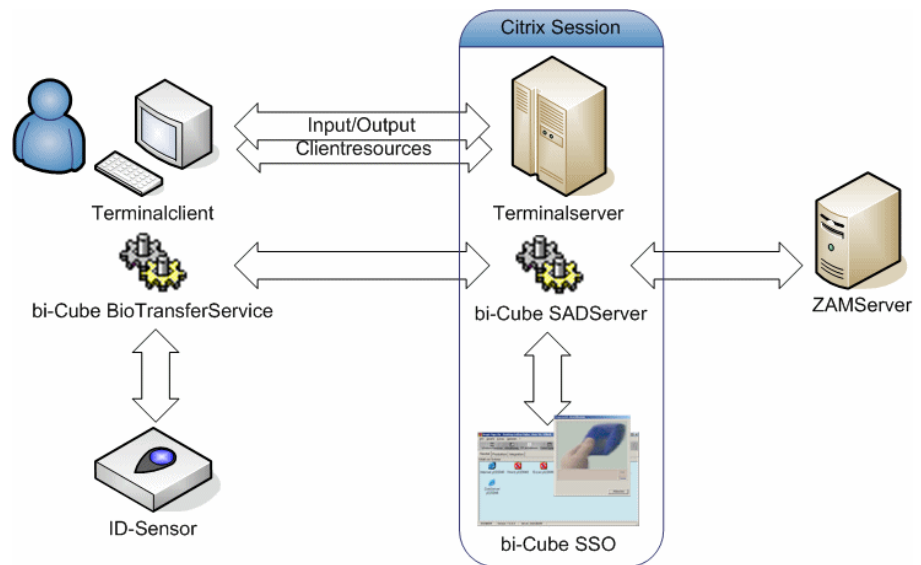 Citrix Session
Input/Output
Clientresources
Terminalclient
Terminalserver
bi-Cube BioTransferService
bi-Cube SADServer
ZAMServer
ID-Sensor
bi-Cube SSO